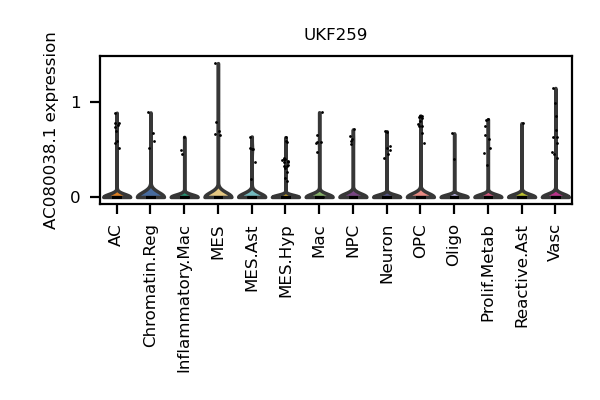 UKF259
AC080038.1 expression
1
0
AC
Chromatin.Reg
Inflammatory.Mac
MES
MES.Ast
MES.Hyp
Mac
NPC
Neuron
OPC
Oligo
Prolif.Metab
Reactive.Ast
Vasc